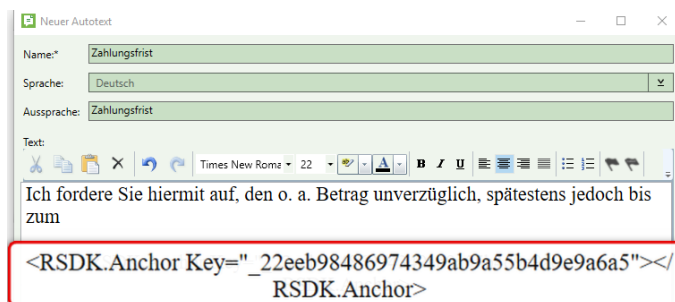 Neuer Autotext
Name:* Zahlungsfrist
Sprache: Deutsch
Aussprache: Zahlungsfrist
Text:
Times New Roma 22 A B I U
Ich fordere Sie hiermit auf, den o. a. Betrag unverzüglich, spätestens jedoch bis
zum
<RSDK.Anchor Key="_22eeb98486974349ab9a55b4d9e9a6a5"></
RSDK.Anchor>